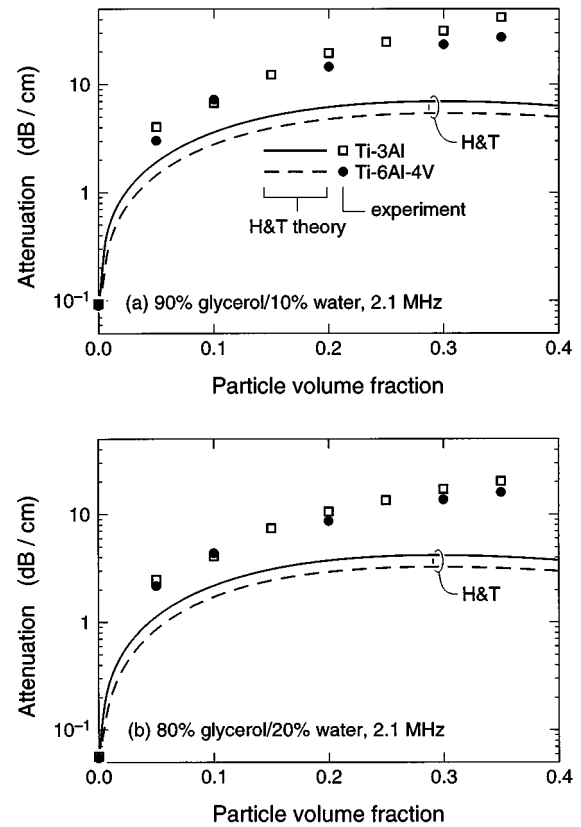 10
1
10⁻¹
Attenuation (dB / cm)
H&T
Ti-3Al
Ti-6Al-4V
experiment
H&T theory
(a) 90% glycerol/10% water, 2.1 MHz
0.0 0.1 0.2 0.3 0.4
Particle volume fraction
10
1
10⁻¹
Attenuation (dB / cm)
H&T
(b) 80% glycerol/20% water, 2.1 MHz
0.0 0.1 0.2 0.3 0.4
Particle volume fraction